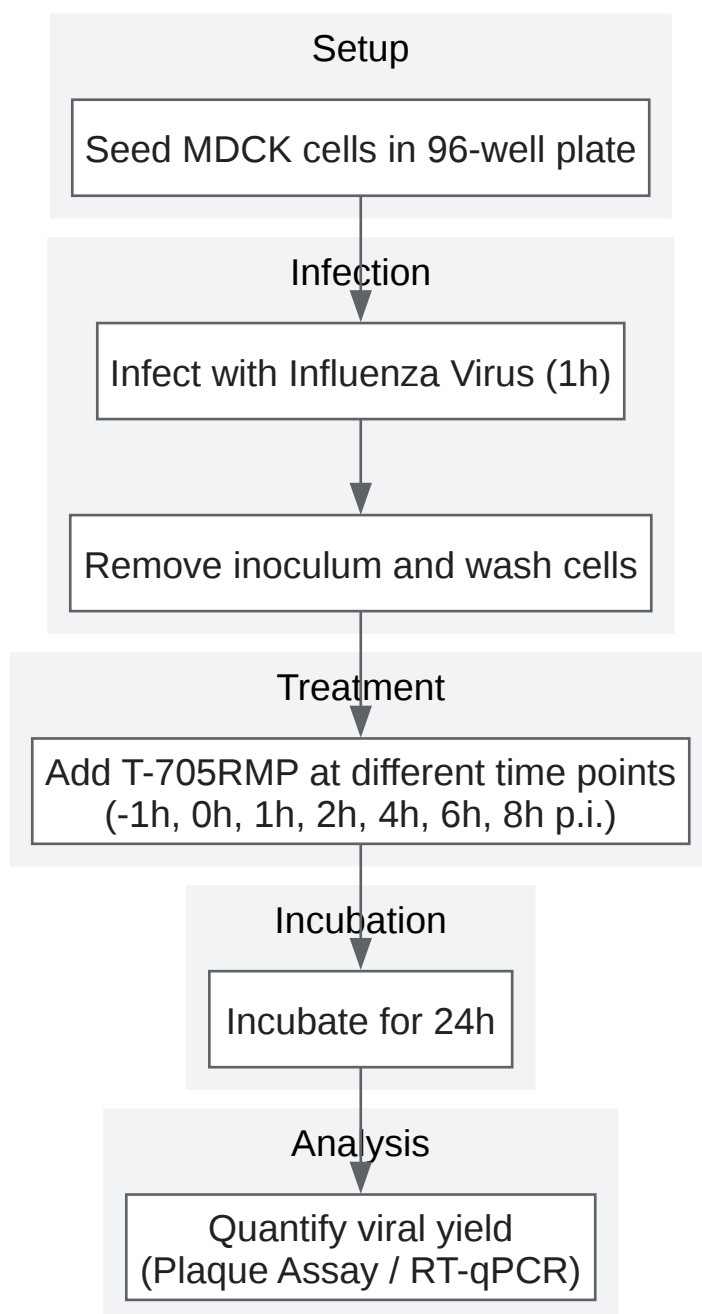 Setup
Seed MDCK cells in 96-well plate
Infection
Infect with Influenza Virus (1h)
Remove inoculum and wash cells
Treatment
Add T-705RMP at different time points
(-1h, 0h, 1h, 2h, 4h, 6h, 8h p.i.)
Incubation
Incubate for 24h
Analysis
Quantify viral yield
(Plaque Assay / RT-qPCR)